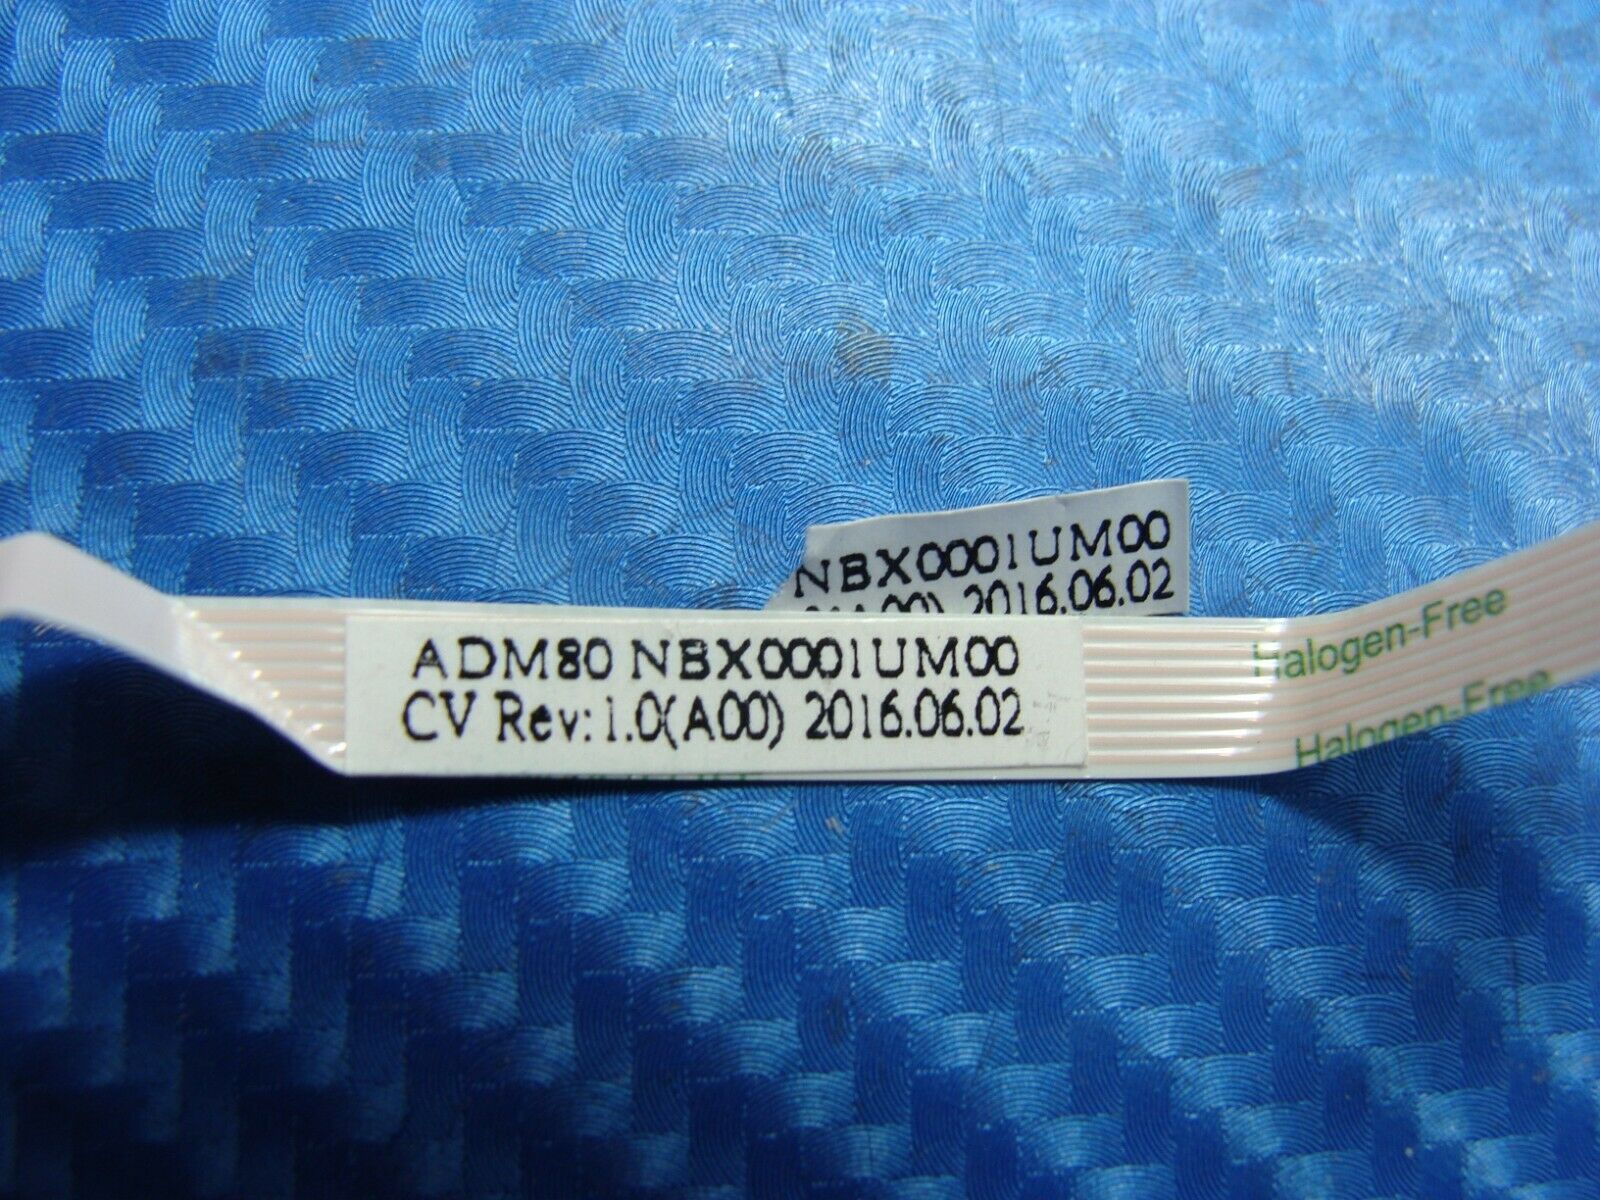 NBX0001UM00
2016.06.02
ADM80 NBX0001UM00
CV Rev:1.0(A00) 2016.06.02
Halogen-Free
Halogen-Free